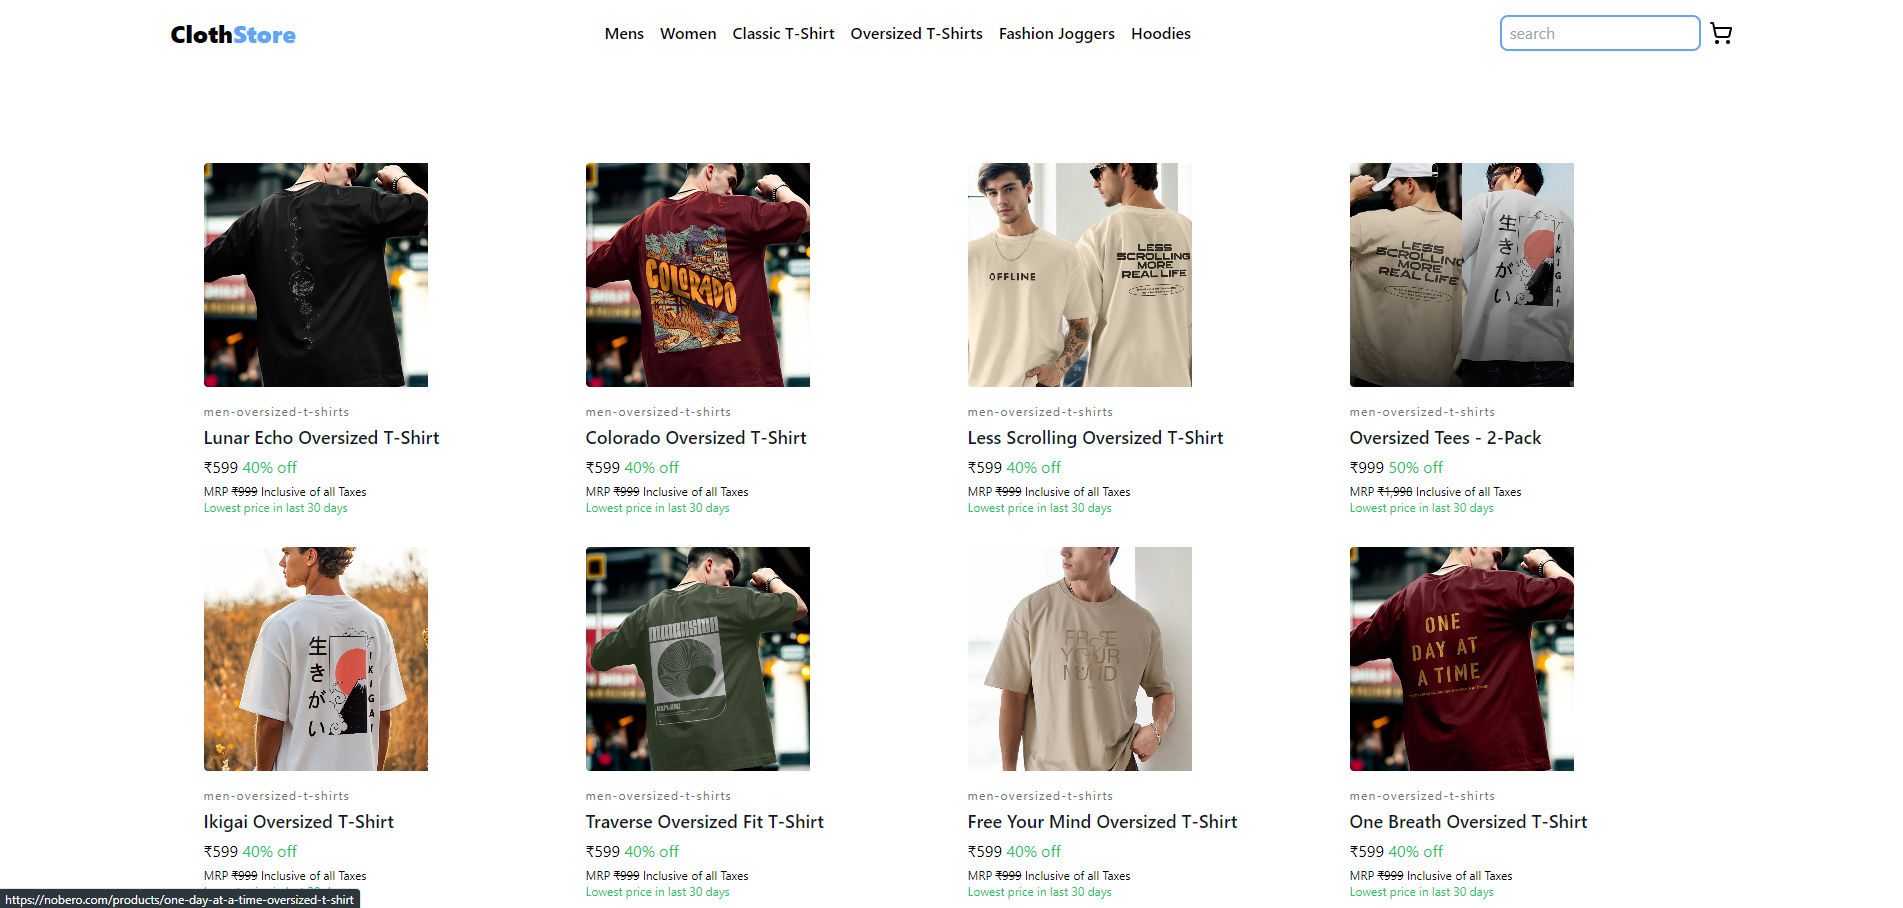 ClothStore
Mens Women Classic T-Shirt Oversized T-Shirts Fashion Joggers Hoodies
search
COLORADO
OFFLINE
LESS
SCROLLING
MORE
REAL LIFE
LESS
SCROLLING
MORE
REAL LIFE
生きがい
IKIGAI
men-oversized-t-shirts
Lunar Echo Oversized T-Shirt
₹599 40% off
MRP ₹999 Inclusive of all Taxes
Lowest price in last 30 days
men-oversized-t-shirts
Colorado Oversized T-Shirt
₹599 40% off
MRP ₹999 Inclusive of all Taxes
Lowest price in last 30 days
men-oversized-t-shirts
Less Scrolling Oversized T-Shirt
₹599 40% off
MRP ₹999 Inclusive of all Taxes
Lowest price in last 30 days
men-oversized-t-shirts
Oversized Tees - 2-Pack
₹999 50% off
MRP ₹1,998 Inclusive of all Taxes
Lowest price in last 30 days
生きがい
IKIGAI
DIMENSION
FREE
YOUR
MIND
ONE
DAY AT
A TIME
men-oversized-t-shirts
Ikigai Oversized T-Shirt
₹599 40% off
MRP ₹999 Inclusive of all Taxes
men-oversized-t-shirts
Traverse Oversized Fit T-Shirt
₹599 40% off
MRP ₹999 Inclusive of all Taxes
Lowest price in last 30 days
men-oversized-t-shirts
Free Your Mind Oversized T-Shirt
₹599 40% off
MRP ₹999 Inclusive of all Taxes
Lowest price in last 30 days
men-oversized-t-shirts
One Breath Oversized T-Shirt
₹599 40% off
MRP ₹999 Inclusive of all Taxes
Lowest price in last 30 days
https://nobero.com/products/one-day-at-a-time-oversized-t-shirt